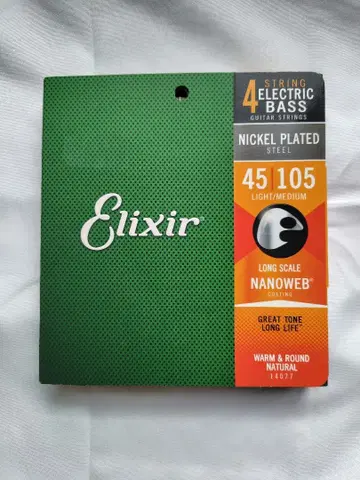 Elixir®
4 STRING
ELECTRIC
BASS
GUITAR STRINGS
NICKEL PLATED
STEEL
45 | 105
LIGHT/MEDIUM
LONG SCALE
NANOWEB®
COATING
GREAT TONE
LONG LIFE™
WARM & ROUND
NATURAL
14077